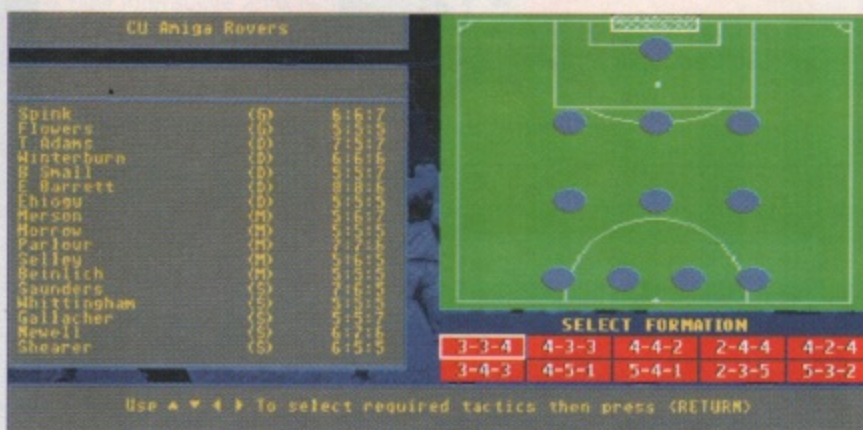 CU Amiga Rovers
Spink (G) 6:6:7
Flowers (G) 5:5:5
T Adams (D) 7:5:7
Winterburn (D) 6:6:6
B Small (D) 5:5:7
E Barrett (D) 8:8:6
Ehiogu (D) 5:5:5
Merson (M) 5:6:7
Morrow (M) 5:5:5
Parlour (M) 7:7:6
Selley (M) 5:6:5
Beinlich (M) 5:5:5
Saunders (S) 7:6:5
Whittingham (S) 5:5:5
Gallacher (S) 5:5:7
Newell (S)
Shearer (S) 6:5:5
SELECT FORMATION
3-3-4 4-3-3 4-4-2 2-4-4 4-2-4
3-4-3 4-5-1 5-4-1 2-3-5 5-3-2
Use ▲ ▼ ◀ ▶ To select required tactics then press (RETURN)